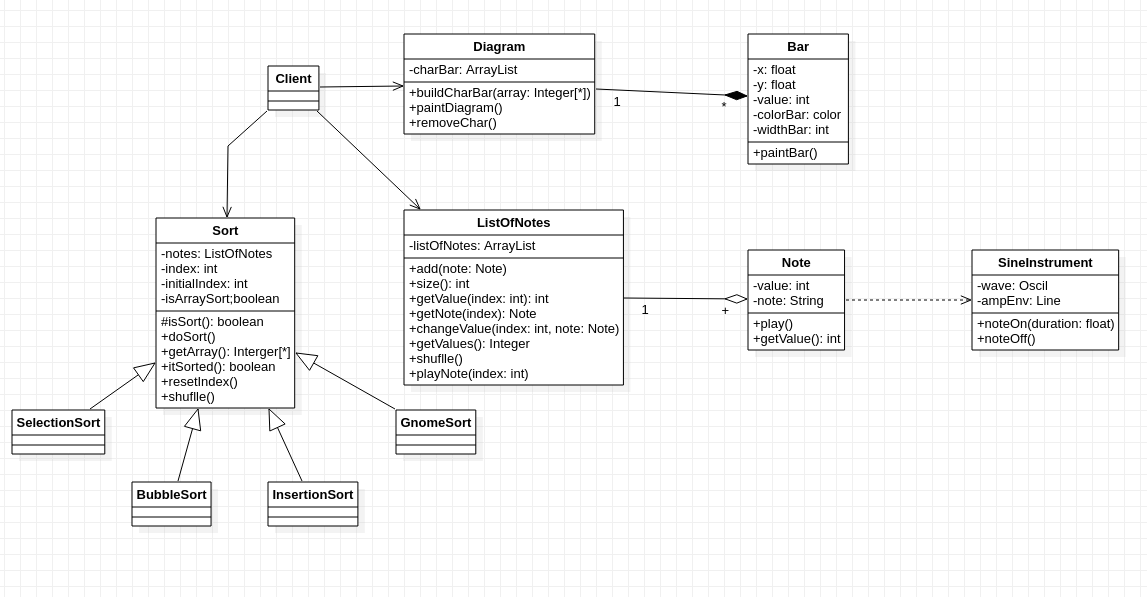 Client
Diagram
-charBar: ArrayList
+buildCharBar(array: Integer[*])
+paintDiagram()
+removeChar()
1
*
Bar
-x: float
-y: float
-value: int
-colorBar: color
-widthBar: int
+paintBar()
Sort
-notes: ListOfNotes
-index: int
-initialIndex: int
-isArraySort;boolean
#isSort(): boolean
+doSort()
+getArray(): Interger[*]
+itSorted(): boolean
+resetIndex()
+shuflle()
ListOfNotes
-listOfNotes: ArrayList
+add(note: Note)
+size(): int
+getValue(index: int): int
+getNote(index): Note
+changeValue(index: int, note: Note)
+getValues(): Integer
+shuflle()
+playNote(index: int)
1
+
Note
-value: int
-note: String
+play()
+getValue(): int
SineInstrument
-wave: Oscil
-ampEnv: Line
+noteOn(duration: float)
+noteOff()
SelectionSort
GnomeSort
BubbleSort
InsertionSort